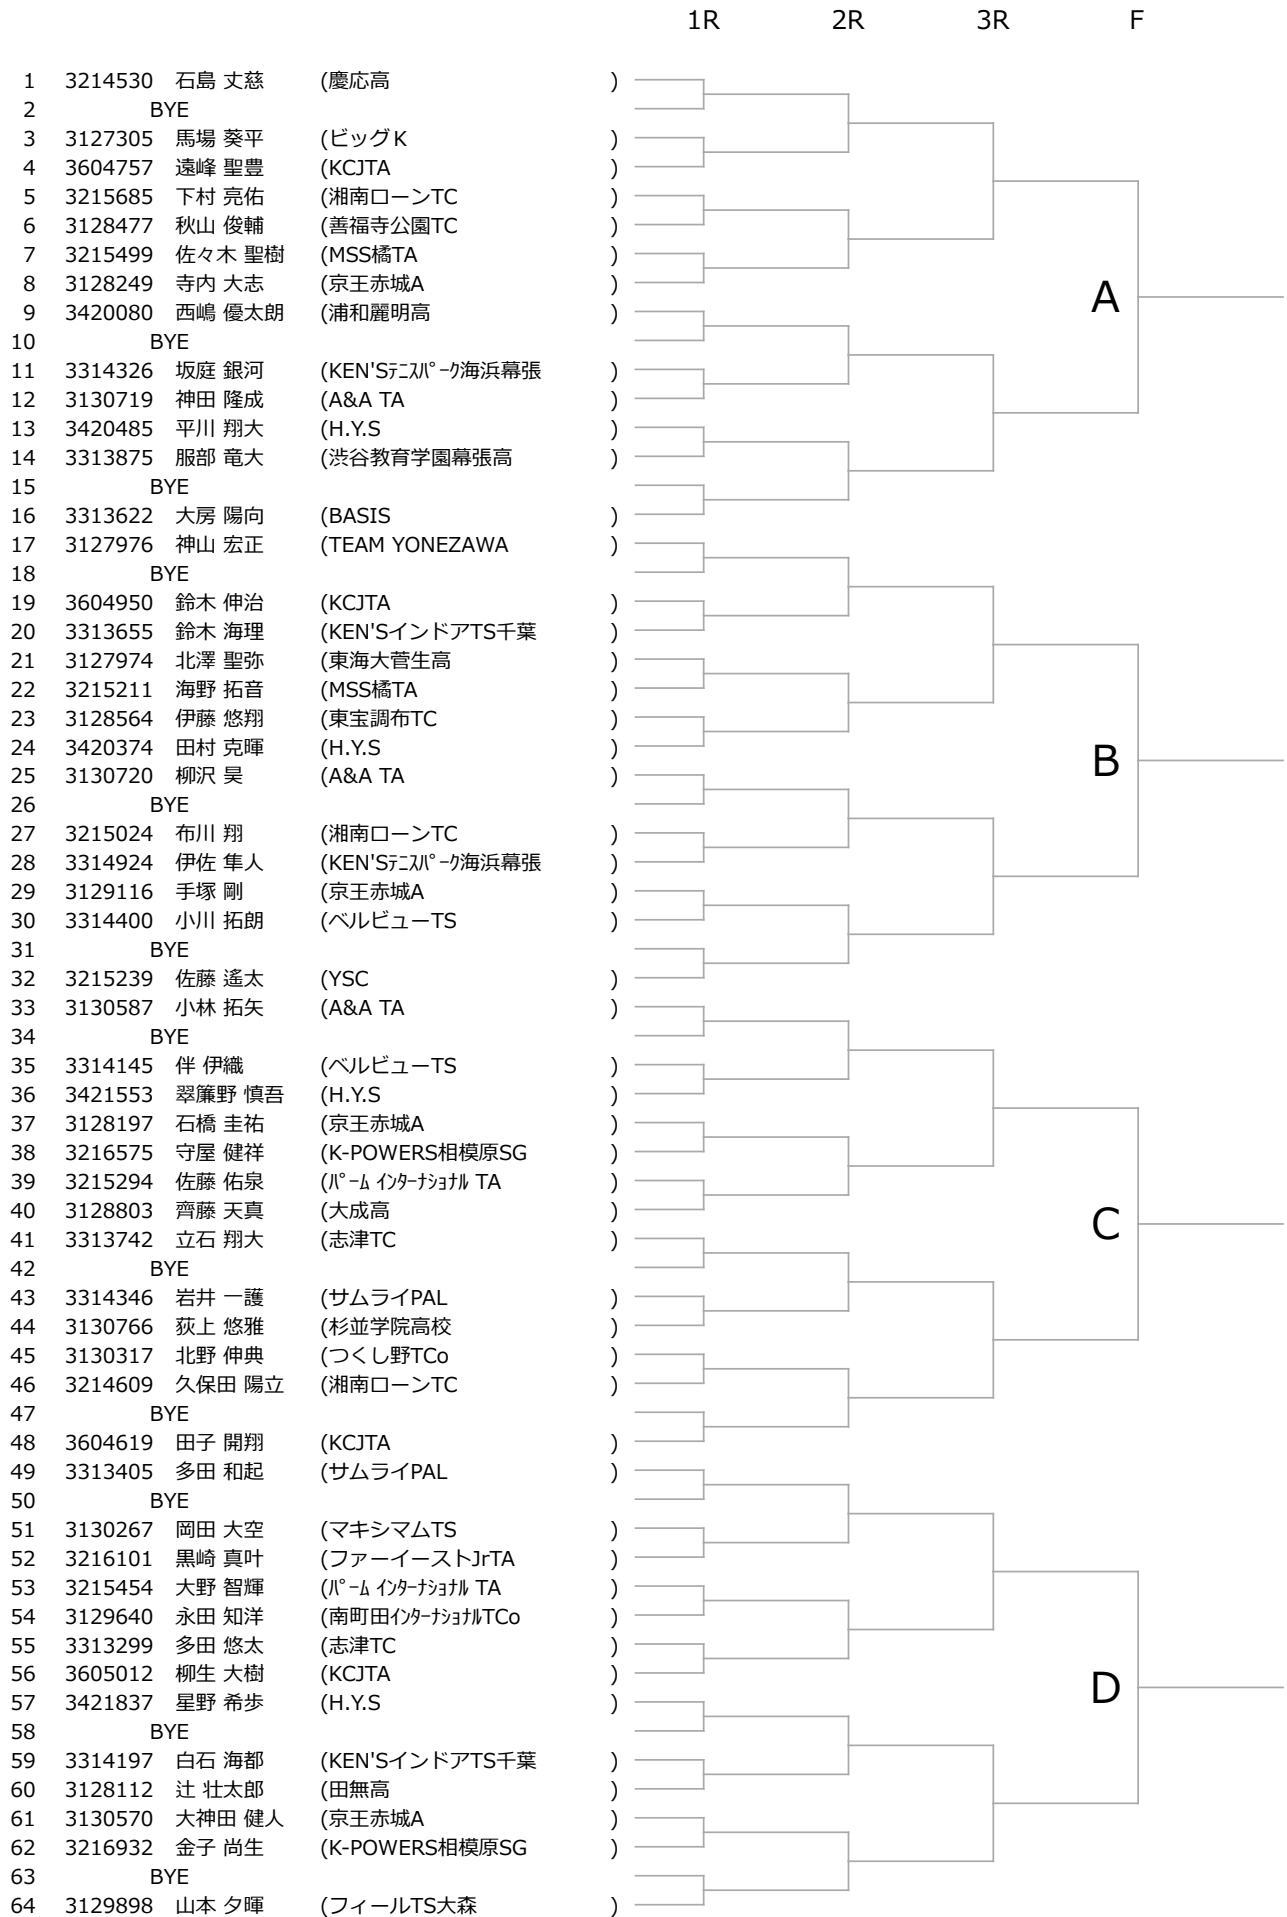 1R 2R 3R F
1 3214530 石島 丈慈 (慶応高 )
2 BYE
3 3127305 馬場 葵平 (ビッグK )
4 3604757 遠峰 聖豊 (KCJTA )
5 3215685 下村 亮佑 (湘南ローンTC )
6 3128477 秋山 俊輔 (善福寺公園TC )
7 3215499 佐々木 聖樹 (MSS橘TA )
8 3128249 寺内 大志 (京王赤城A )
9 3420080 西嶋 優太朗 (浦和麗明高 )
A
10 BYE
11 3314326 坂庭 銀河 (KEN'Sﾃﾆｽﾊﾟｰｸ海浜幕張 )
12 3130719 神田 隆成 (A&A TA )
13 3420485 平川 翔大 (H.Y.S )
14 3313875 服部 竜大 (渋谷教育学園幕張高 )
15 BYE
16 3313622 大房 陽向 (BASIS )
17 3127976 神山 宏正 (TEAM YONEZAWA )
18 BYE
19 3604950 鈴木 伸治 (KCJTA )
20 3313655 鈴木 海理 (KEN'SインドアTS千葉 )
21 3127974 北澤 聖弥 (東海大菅生高 )
22 3215211 海野 拓音 (MSS橘TA )
23 3128564 伊藤 悠翔 (東宝調布TC )
24 3420374 田村 克暉 (H.Y.S )
B
25 3130720 柳沢 昊 (A&A TA )
26 BYE
27 3215024 布川 翔 (湘南ローンTC )
28 3314924 伊佐 隼人 (KEN'Sﾃﾆｽﾊﾟｰｸ海浜幕張 )
29 3129116 手塚 剛 (京王赤城A )
30 3314400 小川 拓朗 (ベルビューTS )
31 BYE
32 3215239 佐藤 遙太 (YSC )
33 3130587 小林 拓矢 (A&A TA )
34 BYE
35 3314145 伴 伊織 (ベルビューTS )
36 3421553 翠簾野 慎吾 (H.Y.S )
37 3128197 石橋 圭祐 (京王赤城A )
38 3216575 守屋 健祥 (K-POWERS相模原SG )
39 3215294 佐藤 佑泉 (ﾊﾟｰﾑ ｲﾝﾀｰﾅｼｮﾅﾙ TA )
40 3128803 齊藤 天真 (大成高 )
C
41 3313742 立石 翔大 (志津TC )
42 BYE
43 3314346 岩井 一護 (サムライPAL )
44 3130766 荻上 悠雅 (杉並学院高校 )
45 3130317 北野 伸典 (つくし野TCo )
46 3214609 久保田 陽立 (湘南ローンTC )
47 BYE
48 3604619 田子 開翔 (KCJTA )
49 3313405 多田 和起 (サムライPAL )
50 BYE
51 3130267 岡田 大空 (マキシマムTS )
52 3216101 黒崎 真叶 (ファーイーストJrTA )
53 3215454 大野 智輝 (ﾊﾟｰﾑ ｲﾝﾀｰﾅｼｮﾅﾙ TA )
54 3129640 永田 知洋 (南町田ｲﾝﾀｰﾅｼｮﾅﾙTCo )
55 3313299 多田 悠太 (志津TC )
56 3605012 柳生 大樹 (KCJTA )
D
57 3421837 星野 希歩 (H.Y.S )
58 BYE
59 3314197 白石 海都 (KEN'SインドアTS千葉 )
60 3128112 辻 壮太郎 (田無高 )
61 3130570 大神田 健人 (京王赤城A )
62 3216932 金子 尚生 (K-POWERS相模原SG )
63 BYE
64 3129898 山本 夕暉 (フィールTS大森 )